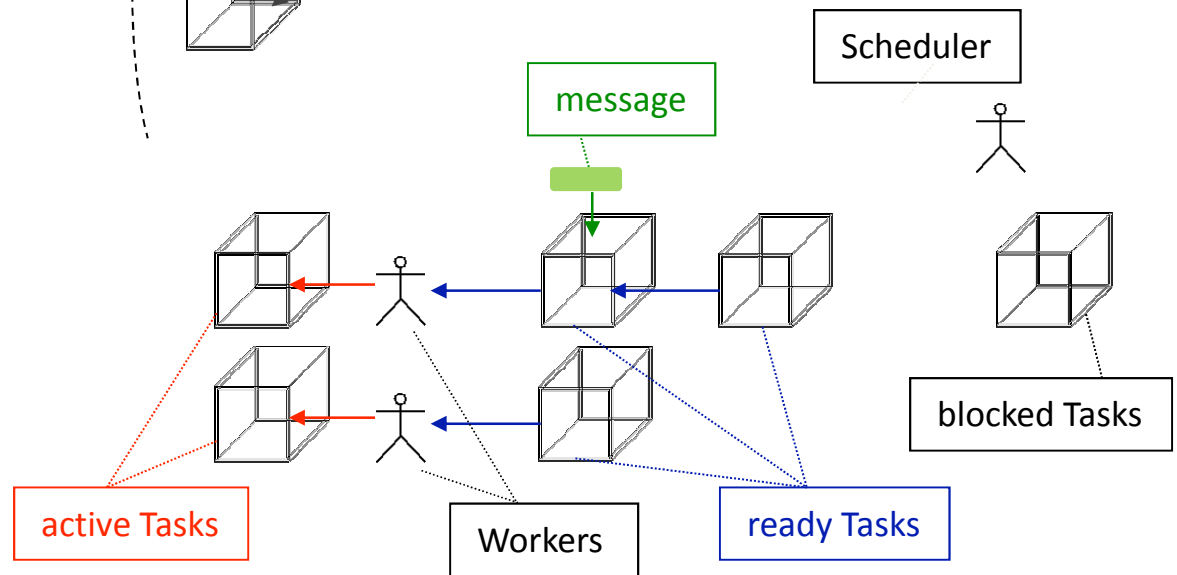 Scheduler
message
blocked Tasks
active Tasks
Workers
ready Tasks